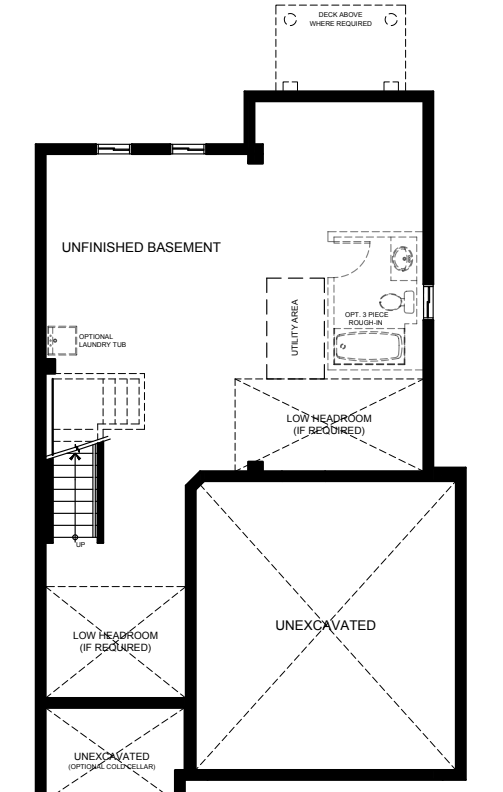 DECK ABOVE
WHERE REQUIRED
UNFINISHED BASEMENT
UTILITY AREA
OPT. 3 PIECE
ROUGH-IN
OPTIONAL
LAUNDRY TUB
LOW HEADROOM
(IF REQUIRED)
UP
UNEXCAVATED
LOW HEADROOM
(IF REQUIRED)
UNEXCAVATED
(OPTIONAL COLD CELLAR)